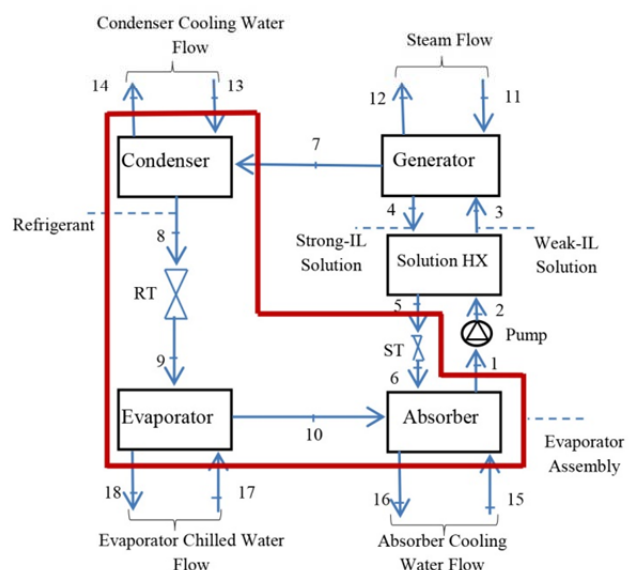 Condenser Cooling Water
Flow
Steam Flow
14
13
12
11
7
Condenser
Generator
Refrigerant
8
4
3
Strong-IL
Solution
Weak-IL
Solution
Solution HX
RT
5
2
Pump
ST
9
6
1
Evaporator
10
Absorber
Evaporator
Assembly
18
17
16
15
Evaporator Chilled Water
Flow
Absorber Cooling
Water Flow